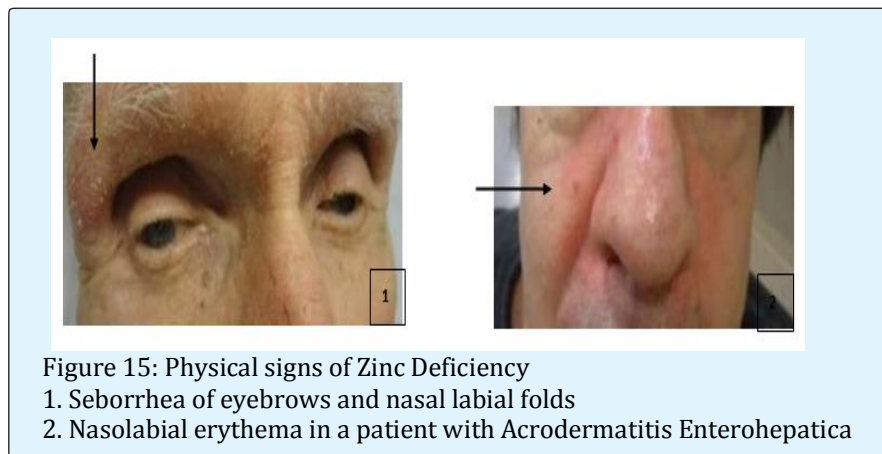 1
2
Figure 15: Physical signs of Zinc Deficiency
1. Seborrhea of eyebrows and nasal labial folds
2. Nasolabial erythema in a patient with Acrodermatitis Enterohepatica